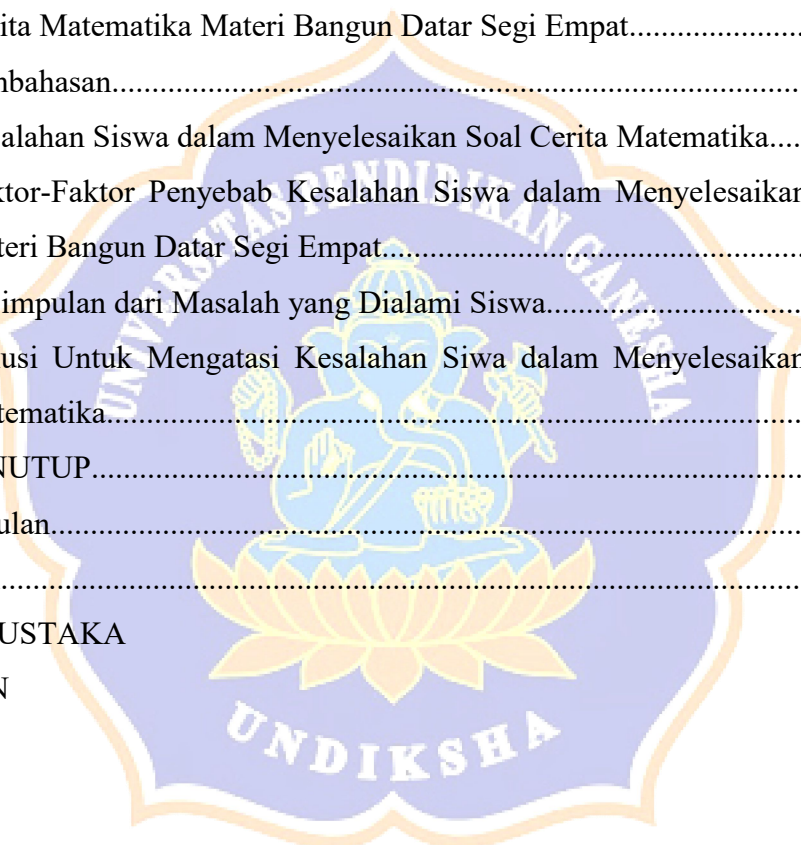 ita Matematika Materi Bangun Datar Segi Empat
nbahasan
alahan Siswa dalam Menyelesaikan Soal Cerita Matematika
ktor-Faktor Penyebab Kesalahan Siswa dalam Menyelesaikan
teri Bangun Datar Segi Empat
impulan dari Masalah yang Dialami Siswa
lusi Untuk Mengatasi Kesalahan Siwa dalam Menyelesaikan
tematika
NUTUP
ulan
USTAKA
N
UNIVERSITAS PENDIDIKAN GANESHA
UNDIKSHA